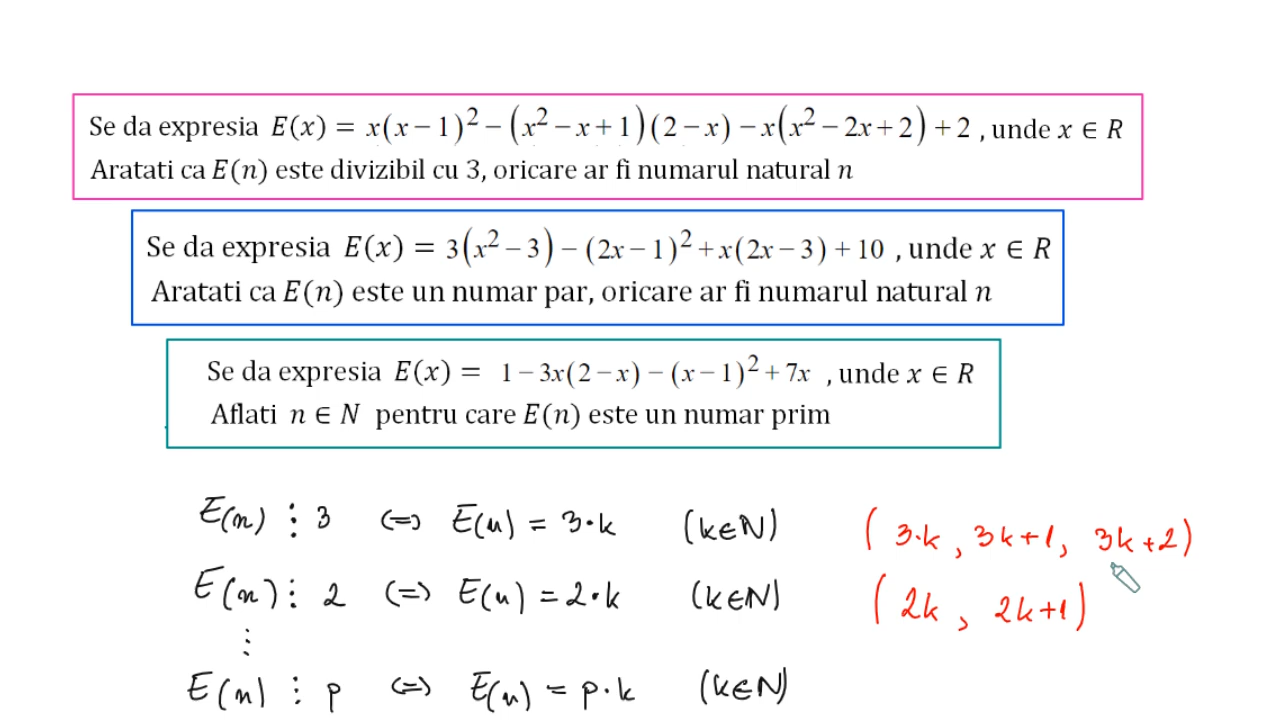 Se da expresia E(x) = x(x − 1)² − (x² − x + 1)(2 − x) − x(x² − 2x + 2) + 2 , unde x ∈ R
Aratati ca E(n) este divizibil cu 3, oricare ar fi numarul natural n
Se da expresia E(x) = 3(x² − 3) − (2x − 1)² + x(2x − 3) + 10 , unde x ∈ R
Aratati ca E(n) este un numar par, oricare ar fi numarul natural n
Se da expresia E(x) = 1 − 3x(2 − x) − (x − 1)² + 7x , unde x ∈ R
Aflati n ∈ N pentru care E(n) este un numar prim
E(n) ⋮ 3 (=) E(n) = 3·k (k∈N) (3·k, 3k+1, 3k+2)
E(n) ⋮ 2 (=) E(n) = 2·k (k∈N) (2k, 2k+1)
⋮
E(n) ⋮ p (=) E(n) = p·k (k∈N)